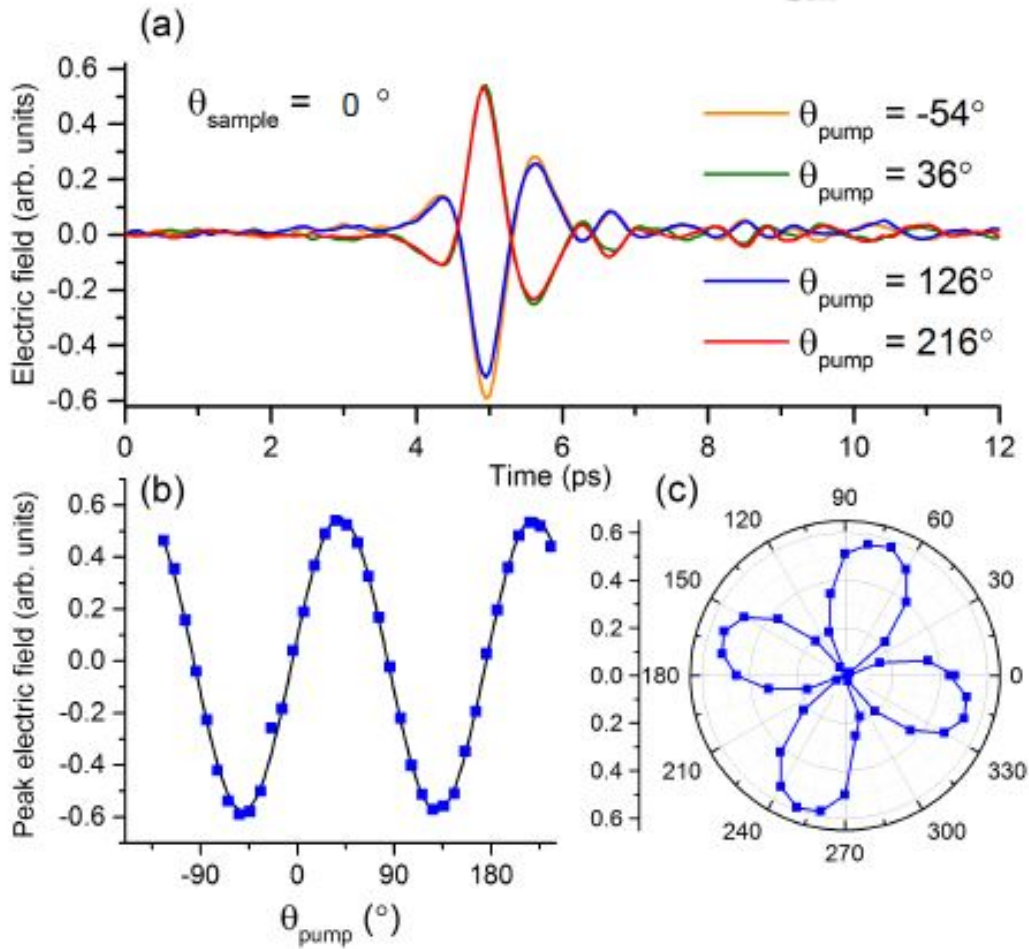 (a)
Electric field (arb. units)
0.6
0.4
0.2
0.0
-0.2
-0.4
-0.6
θsample = 0 °
θpump = -54°
θpump = 36°
θpump = 126°
θpump = 216°
0 2 4 6 8 10 12
Time (ps)
(b)
Peak electric field (arb. units)
0.6
0.4
0.2
0.0
-0.2
-0.4
-0.6
-90 0 90 180
θpump (°)
(c)
0.6
0.4
0.2
0.0
0.2
0.4
0.6
90
120 60
150 30
180 0
210 330
240 300
270